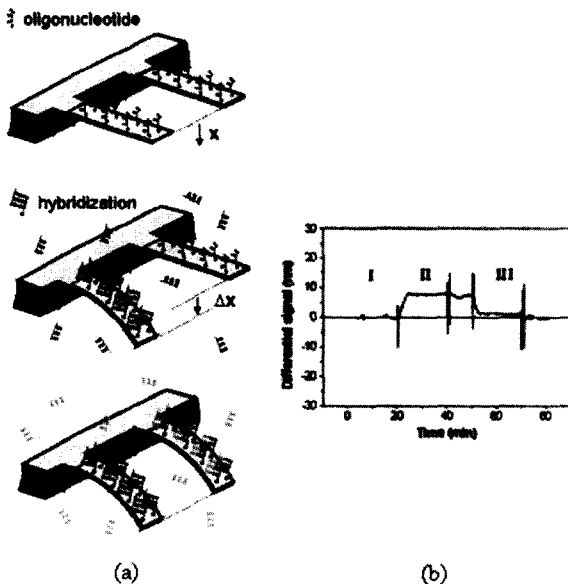 oligonucleotide
x
hybridization
Δx
(a)
Differential signal (nm)
30
20
10
0
-10
-20
-30
I II III
0 20 40 60 80
Time (min)
(b)